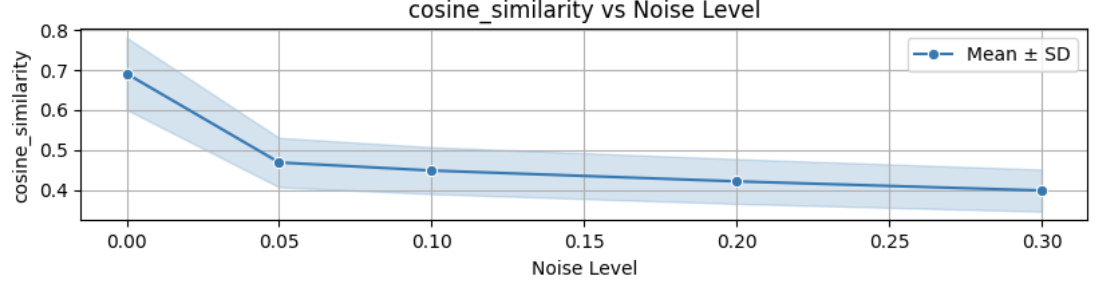 cosine_similarity vs Noise Level
Mean ± SD
cosine_similarity
0.8
0.7
0.6
0.5
0.4
0.00 0.05 0.10 0.15 0.20 0.25 0.30
Noise Level